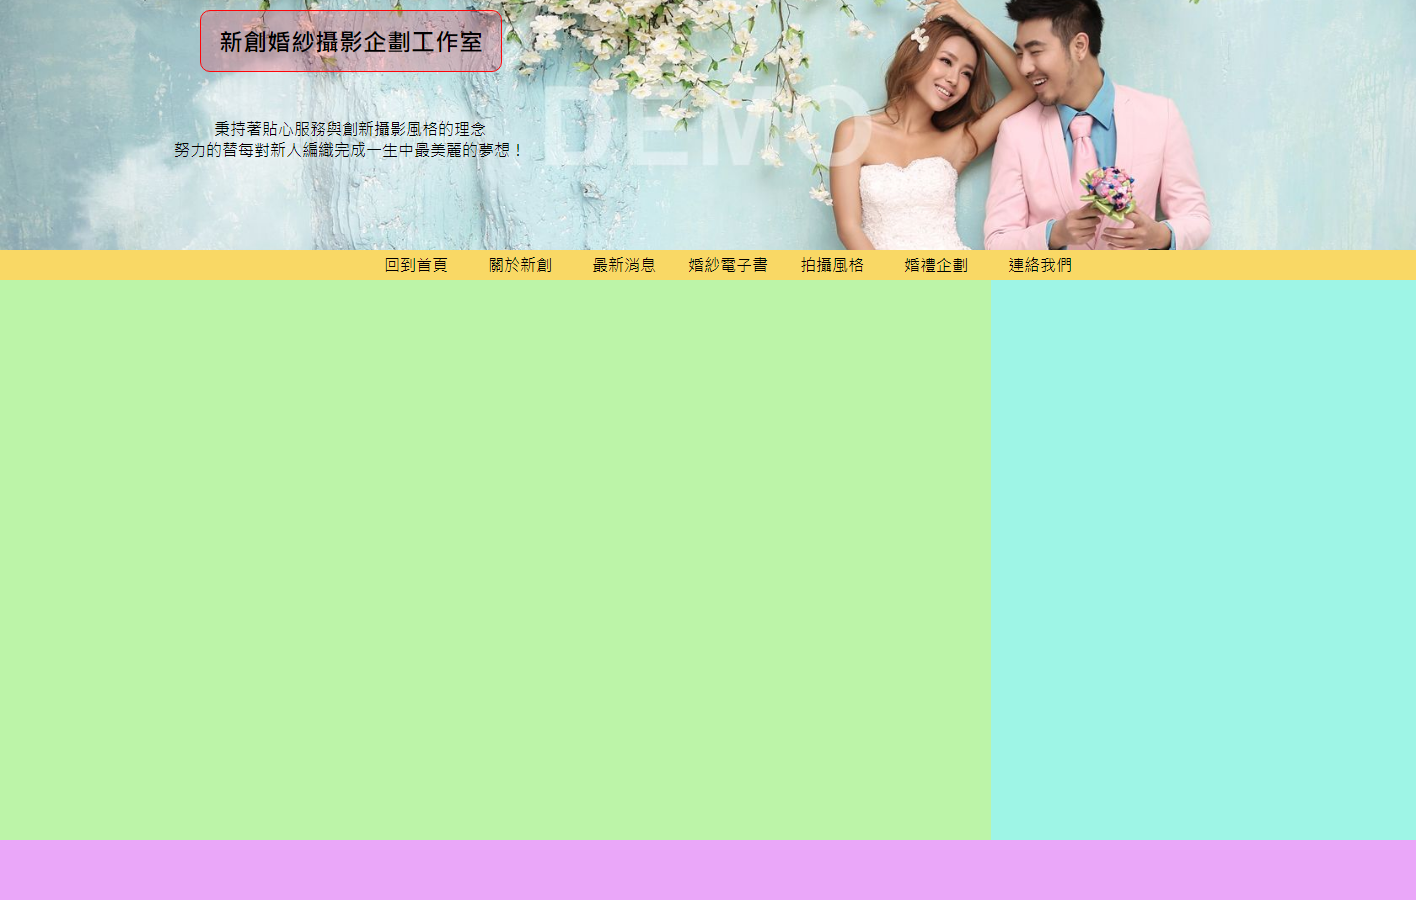 新創婚紗攝影企劃工作室
秉持著貼心服務與創新攝影風格的理念
努力的替每對新人編織完成一生中最美麗的夢想！
DEMO
回到首頁 關於新創 最新消息 婚紗電子書 拍攝風格 婚禮企劃 連絡我們